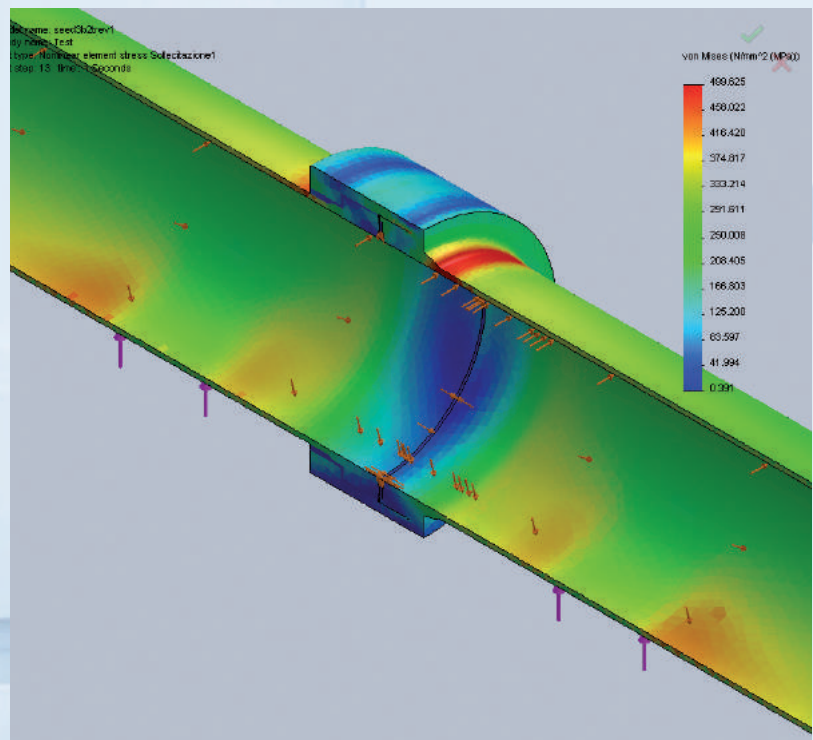 name: seed3b2brev1
name: Test
type: Nonlinear element stress Sollecitazione1
step: 13 time: 1 Seconds
von Mises (N/mm^2 (MPa))
499.625
458.022
416.420
374.817
333.214
291.611
250.008
208.405
166.803
125.200
83.597
41.994
0.391